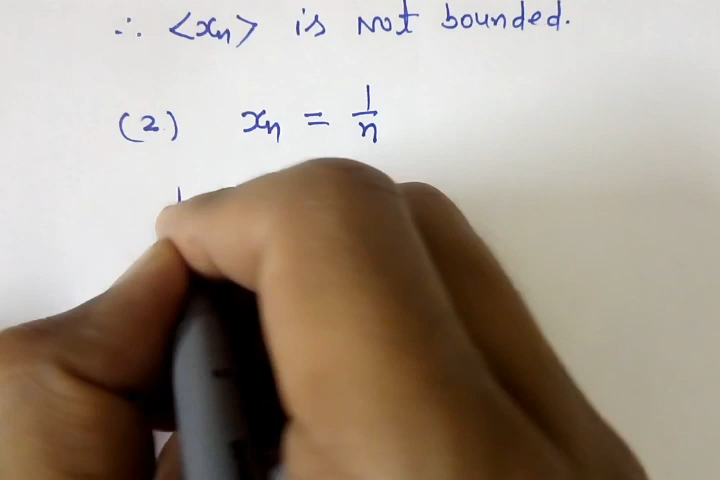 ∴ <xₙ> is not bounded.
(2) xₙ = 1/n